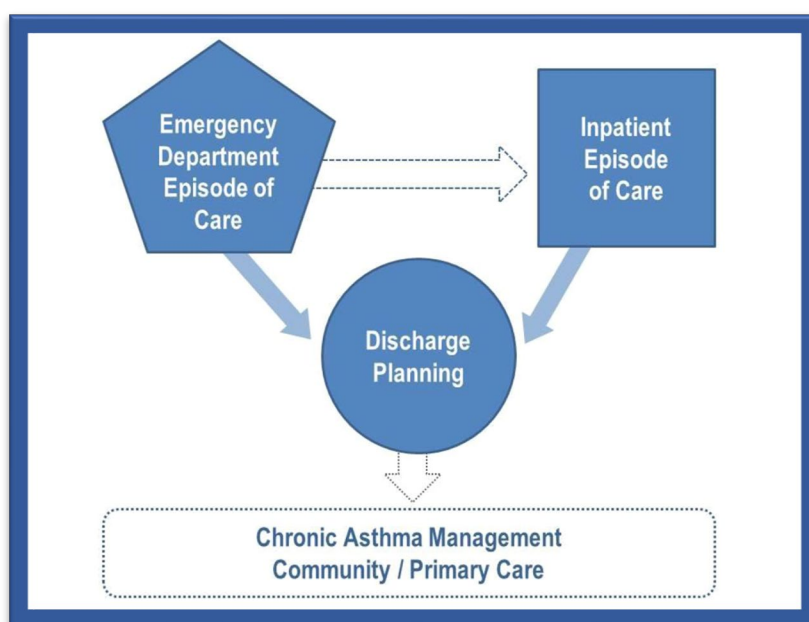 Emergency
Department
Episode of
Care
Inpatient
Episode
of Care
Discharge
Planning
Chronic Asthma Management
Community / Primary Care